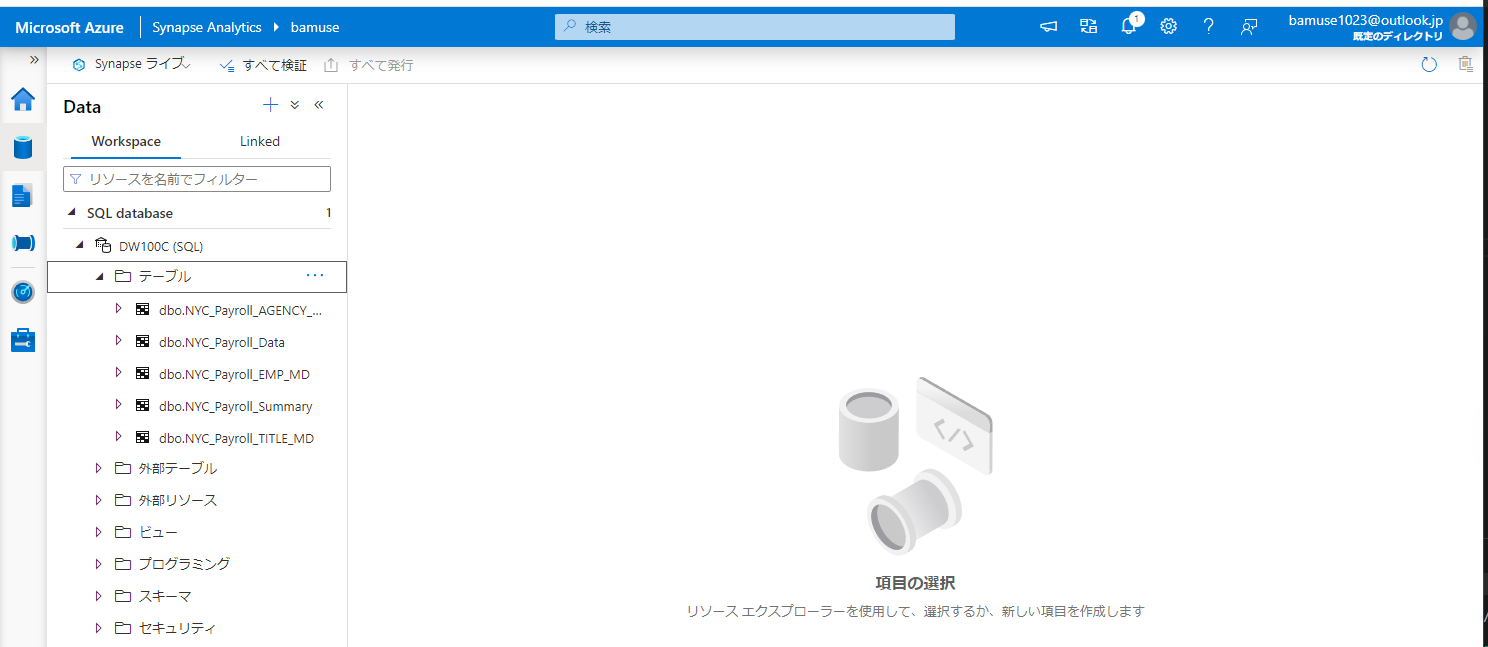 Microsoft Azure
Synapse Analytics
bamuse
検索
1
bamuse1023@outlook.jp
既定のディレクトリ
»
Synapse ライブ
すべて検証
すべて発行
Data
Workspace
Linked
リソースを名前でフィルター
SQL database 1
DW100C (SQL)
テーブル ...
dbo.NYC_Payroll_AGENCY_...
dbo.NYC_Payroll_Data
dbo.NYC_Payroll_EMP_MD
dbo.NYC_Payroll_Summary
dbo.NYC_Payroll_TITLE_MD
外部テーブル
外部リソース
ビュー
プログラミング
スキーマ
セキュリティ
項目の選択
リソース エクスプローラーを使用して、選択するか、新しい項目を作成します